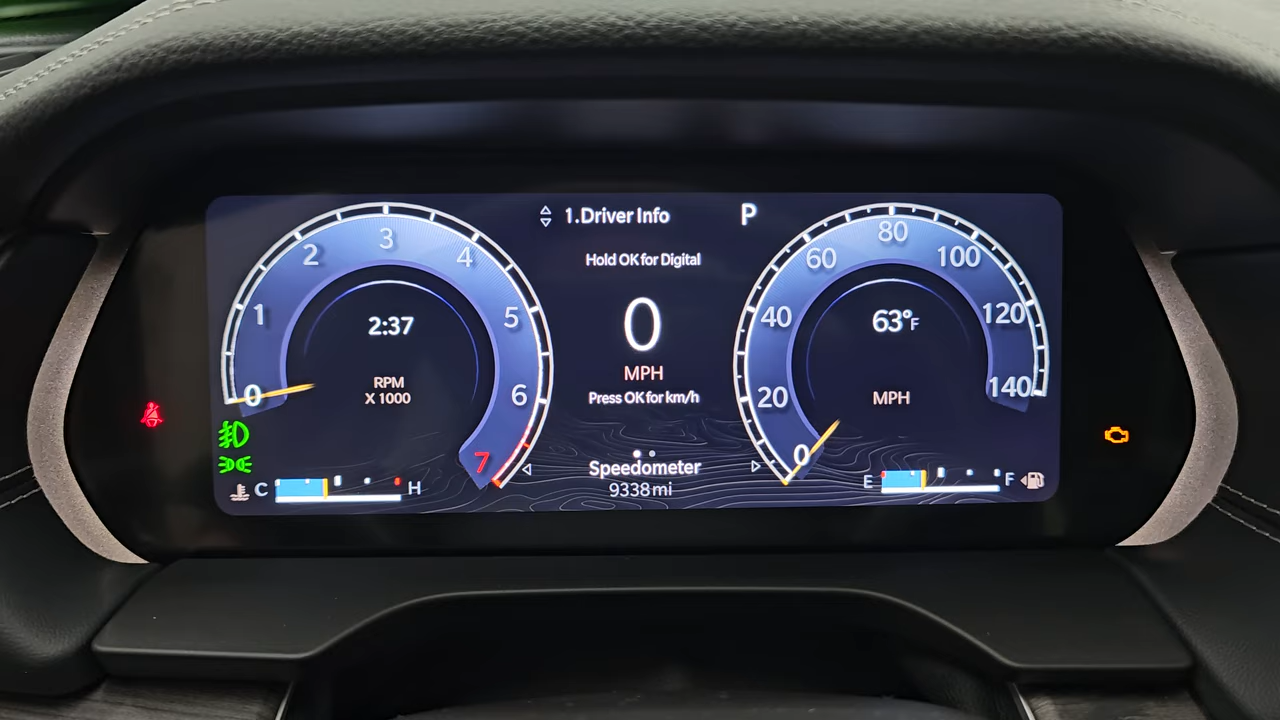 1.Driver Info
P
Hold OK for Digital
0
MPH
Press OK for km/h
Speedometer
9338 mi
0
1
2
3
4
5
6
7
2:37
RPM
X 1000
C
H
0
20
40
60
80
100
120
140
63°F
MPH
E
F